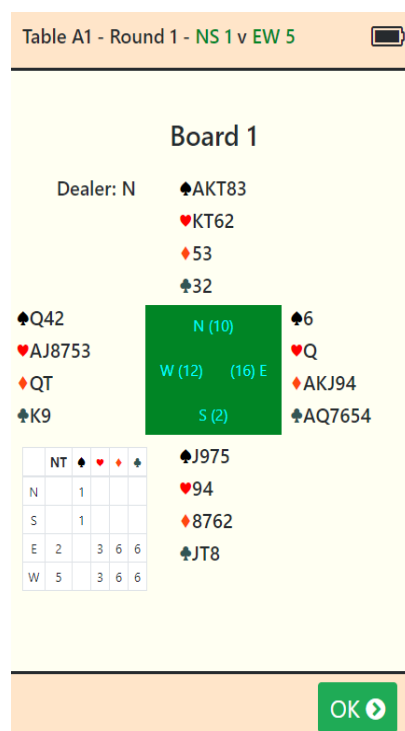 Table A1 - Round 1 - NS 1 v EW 5
Board 1
Dealer: N
♠AKT83
♥KT62
♦53
♣32
♠Q42
♥AJ8753
♦QT
♣K9
N (10)
W (12) (16) E
S (2)
♠6
♥Q
♦AKJ94
♣AQ7654
♠J975
♥94
♦8762
♣JT8
NT ♠ ♥ ♦ ♣
N 1
S 1
E 2 3 6 6
W 5 3 6 6
OK